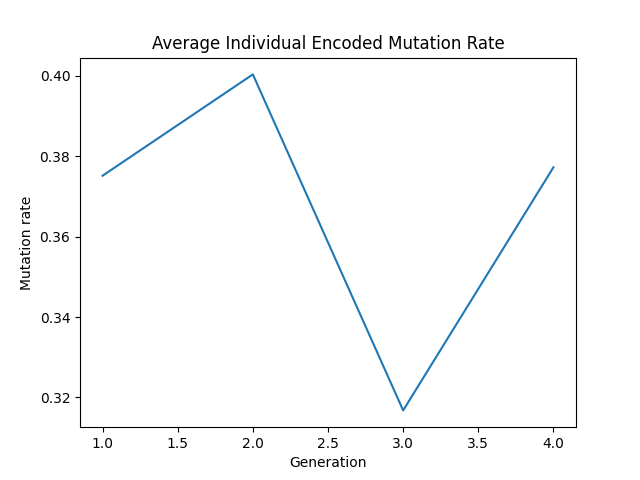 Average Individual Encoded Mutation Rate
0.40
0.38
0.36
0.34
0.32
Mutation rate
1.0 1.5 2.0 2.5 3.0 3.5 4.0
Generation